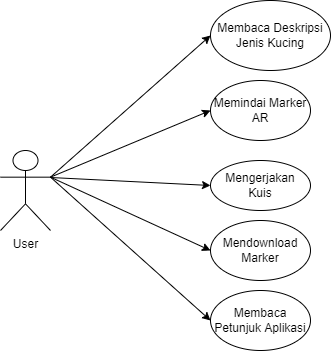 Membaca Deskripsi
Jenis Kucing
Memindai Marker
AR
Mengerjakan
Kuis
User
Mendownload
Marker
Membaca
Petunjuk Aplikasi